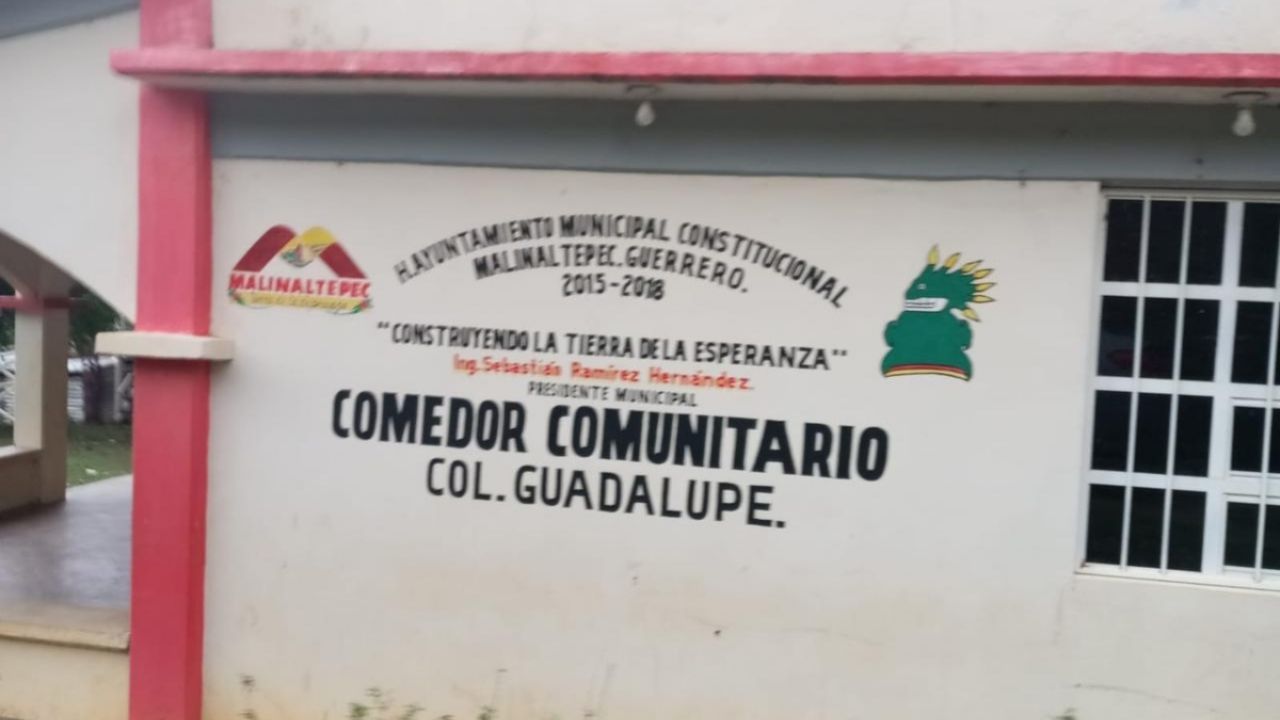 H. AYUNTAMIENTO MUNICIPAL CONSTITUCIONAL
MALINALTEPEC. GUERRERO.
2015-2018
MALINALTEPEC
"CONSTRUYENDO LA TIERRA DE LA ESPERANZA"
Ing. Sebastián Ramírez Hernández.
PRESIDENTE MUNICIPAL
COMEDOR COMUNITARIO
COL. GUADALUPE.